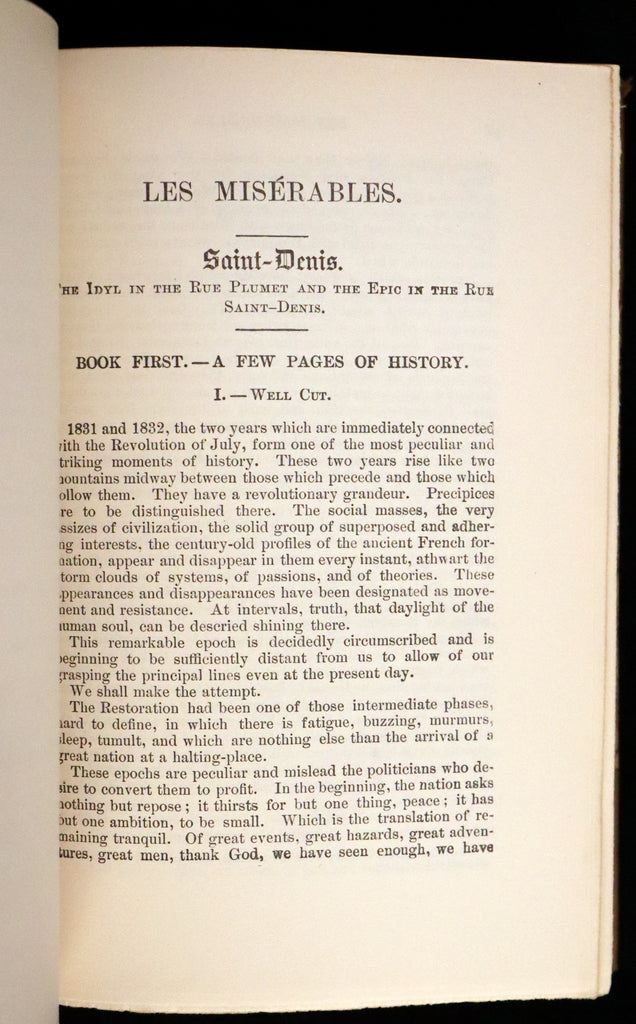 LES MISÉRABLES.
Saint-Denis.
HE IDYL IN THE RUE PLUMET AND THE EPIC IN THE RUE
SAINT-DENIS.
BOOK FIRST.—A FEW PAGES OF HISTORY.
I.—WELL CUT.
1831 and 1832, the two years which are immediately connected
ith the Revolution of July, form one of the most peculiar and
triking moments of history. These two years rise like two
ountains midway between those which precede and those which
ollow them. They have a revolutionary grandeur. Precipices
re to be distinguished there. The social masses, the very
ssizes of civilization, the solid group of superposed and adher-
ng interests, the century-old profiles of the ancient French for-
ation, appear and disappear in them every instant, athwart the
torm clouds of systems, of passions, and of theories. These
ppearances and disappearances have been designated as move-
ent and resistance. At intervals, truth, that daylight of the
uman soul, can be descried shining there.
This remarkable epoch is decidedly circumscribed and is
eginning to be sufficiently distant from us to allow of our
grasping the principal lines even at the present day.
We shall make the attempt.
The Restoration had been one of those intermediate phases,
ard to define, in which there is fatigue, buzzing, murmurs,
sleep, tumult, and which are nothing else than the arrival of a
great nation at a halting-place.
These epochs are peculiar and mislead the politicians who de-
sire to convert them to profit. In the beginning, the nation asks
nothing but repose; it thirsts for but one thing, peace; it has
but one ambition, to be small. Which is the translation of re-
maining tranquil. Of great events, great hazards, great adven-
tures, great men, thank God, we have seen enough, we have